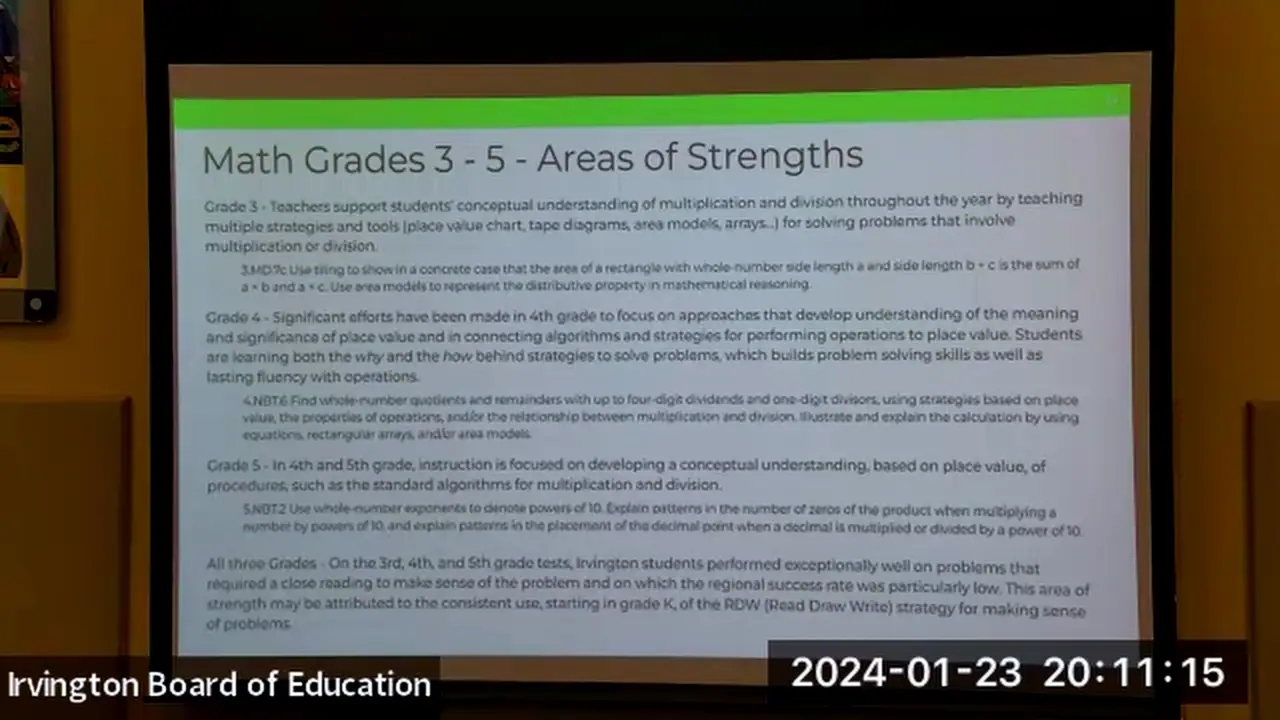 Math Grades 3 - 5 - Areas of Strengths
Grade 3 - Teachers support students' conceptual understanding of multiplication and division throughout the year by teaching
multiple strategies and tools (place value chart, tape diagrams, area models, arrays...) for solving problems that involve
multiplication or division.
3.MD.7c Use tiling to show in a concrete case that the area of a rectangle with whole-number side length a and side length b + c is the sum of
a × b and a × c. Use area models to represent the distributive property in mathematical reasoning.
Grade 4 - Significant efforts have been made in 4th grade to focus on approaches that develop understanding of the meaning
and significance of place value and in connecting algorithms and strategies for performing operations to place value. Students
are learning both the why and the how behind strategies to solve problems, which builds problem solving skills as well as
lasting fluency with operations.
4.NBT.6 Find whole-number quotients and remainders with up to four-digit dividends and one-digit divisors, using strategies based on place
value, the properties of operations, and/or the relationship between multiplication and division. Illustrate and explain the calculation by using
equations, rectangular arrays, and/or area models.
Grade 5 - In 4th and 5th grade, instruction is focused on developing a conceptual understanding, based on place value, of
procedures, such as the standard algorithms for multiplication and division.
5.NBT.2 Use whole-number exponents to denote powers of 10. Explain patterns in the number of zeros of the product when multiplying a
number by powers of 10, and explain patterns in the placement of the decimal point when a decimal is multiplied or divided by a power of 10.
All three Grades - On the 3rd, 4th, and 5th grade tests, Irvington students performed exceptionally well on problems that
required a close reading to make sense of the problem and on which the regional success rate was particularly low. This area of
strength may be attributed to the consistent use, starting in grade K, of the RDW (Read Draw Write) strategy for making sense
of problems.
Irvington Board of Education
2024-01-23 20:11:15